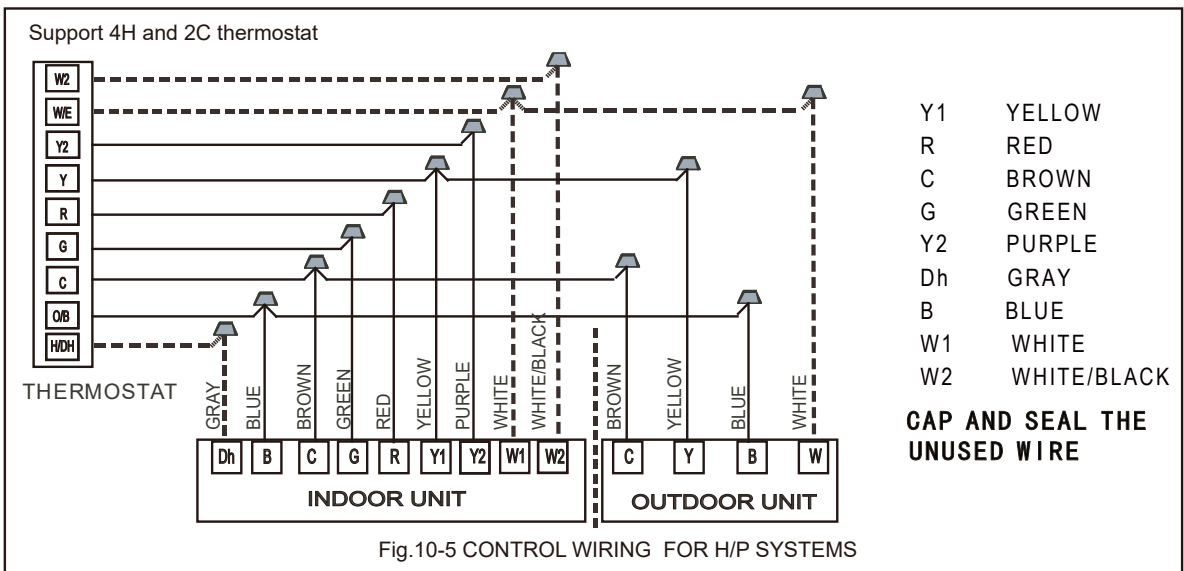 Support 4H and 2C thermostat
W2
W/E
Y2
Y
R
G
C
O/B
H/DH
THERMOSTAT
GRAY
BLUE
BROWN
GREEN
RED
YELLOW
PURPLE
WHITE
WHITE/BLACK
BROWN
YELLOW
BLUE
WHITE
Dh B C G R Y1 Y2 W1 W2
INDOOR UNIT
C Y B W
OUTDOOR UNIT
Y1 YELLOW
R RED
C BROWN
G GREEN
Y2 PURPLE
Dh GRAY
B BLUE
W1 WHITE
W2 WHITE/BLACK
CAP AND SEAL THE
UNUSED WIRE
Fig.10-5 CONTROL WIRING FOR H/P SYSTEMS